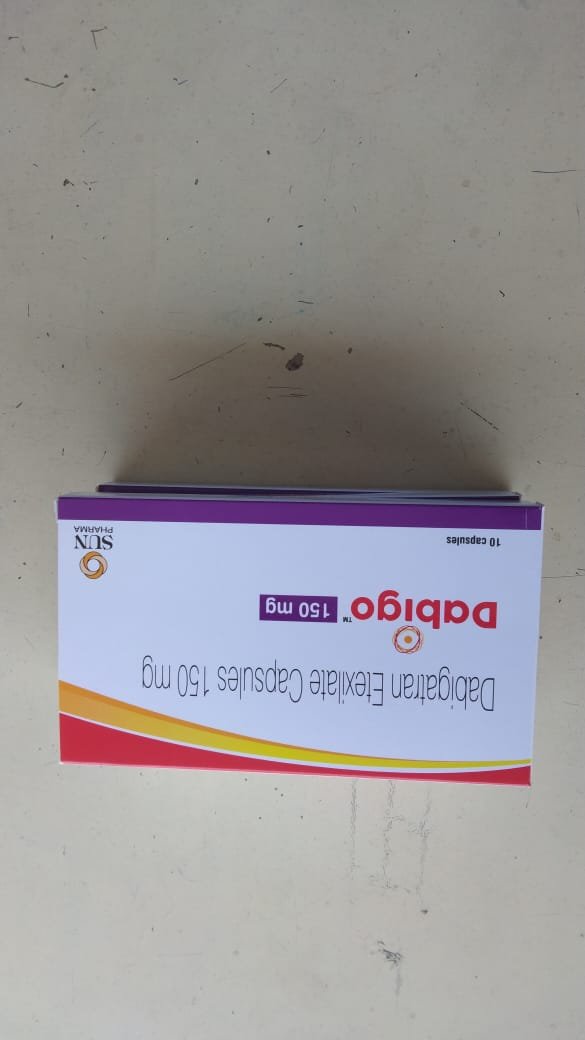 Dabigatran Etexilate Capsules 150 mg
Dabigo™ 150 mg
10 capsules
SUN
PHARMA